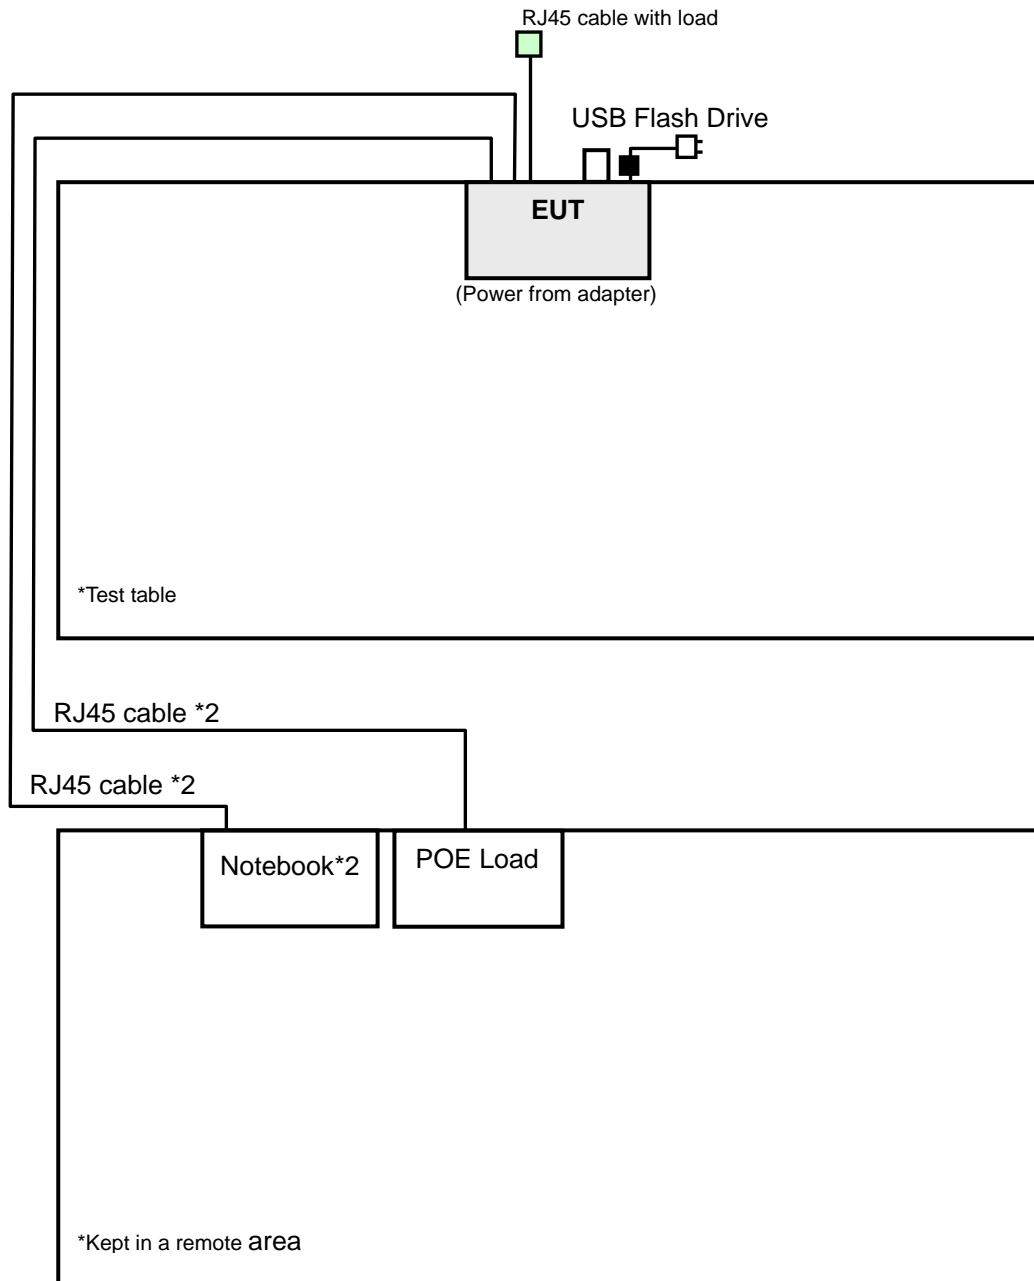 RJ45 cable with load
USB Flash Drive
EUT
(Power from adapter)
*Test table
RJ45 cable *2
RJ45 cable *2
Notebook*2
POE Load
*Kept in a remote area